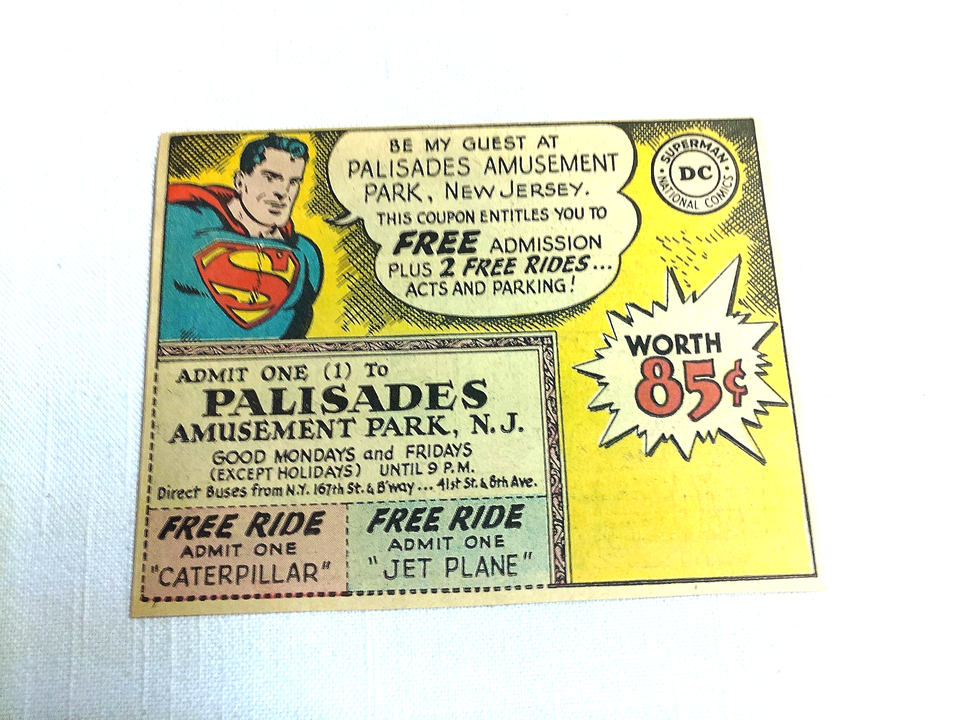 BE MY GUEST AT
PALISADES AMUSEMENT
PARK, NEW JERSEY.
THIS COUPON ENTITLES YOU TO
FREE ADMISSION
PLUS 2 FREE RIDES...
ACTS AND PARKING!
SUPERMAN
DC
NATIONAL COMICS
WORTH
85¢
ADMIT ONE (1) TO
PALISADES
AMUSEMENT PARK, N.J.
GOOD MONDAYS and FRIDAYS
(EXCEPT HOLIDAYS) UNTIL 9 P.M.
Direct Buses from N.Y. 167th St. & B'way... 41st St. & 8th Ave.
FREE RIDE
ADMIT ONE
"CATERPILLAR"
FREE RIDE
ADMIT ONE
"JET PLANE"